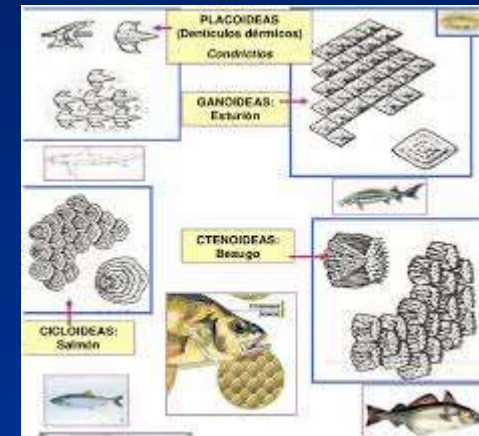 PLACOIDEAS
(Dentículos dérmicos)
Condrictios
GANOIDEAS:
Esturión
CTENOIDEAS:
Besugo
CICLOIDEAS:
Salmón